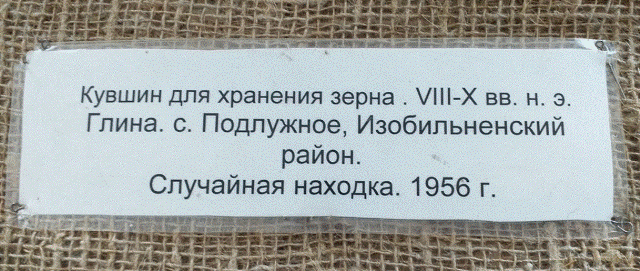 Кувшин для хранения зерна . VIII-X вв. н. э.
Глина. с. Подлужное, Изобильненский
район.
Случайная находка. 1956 г.